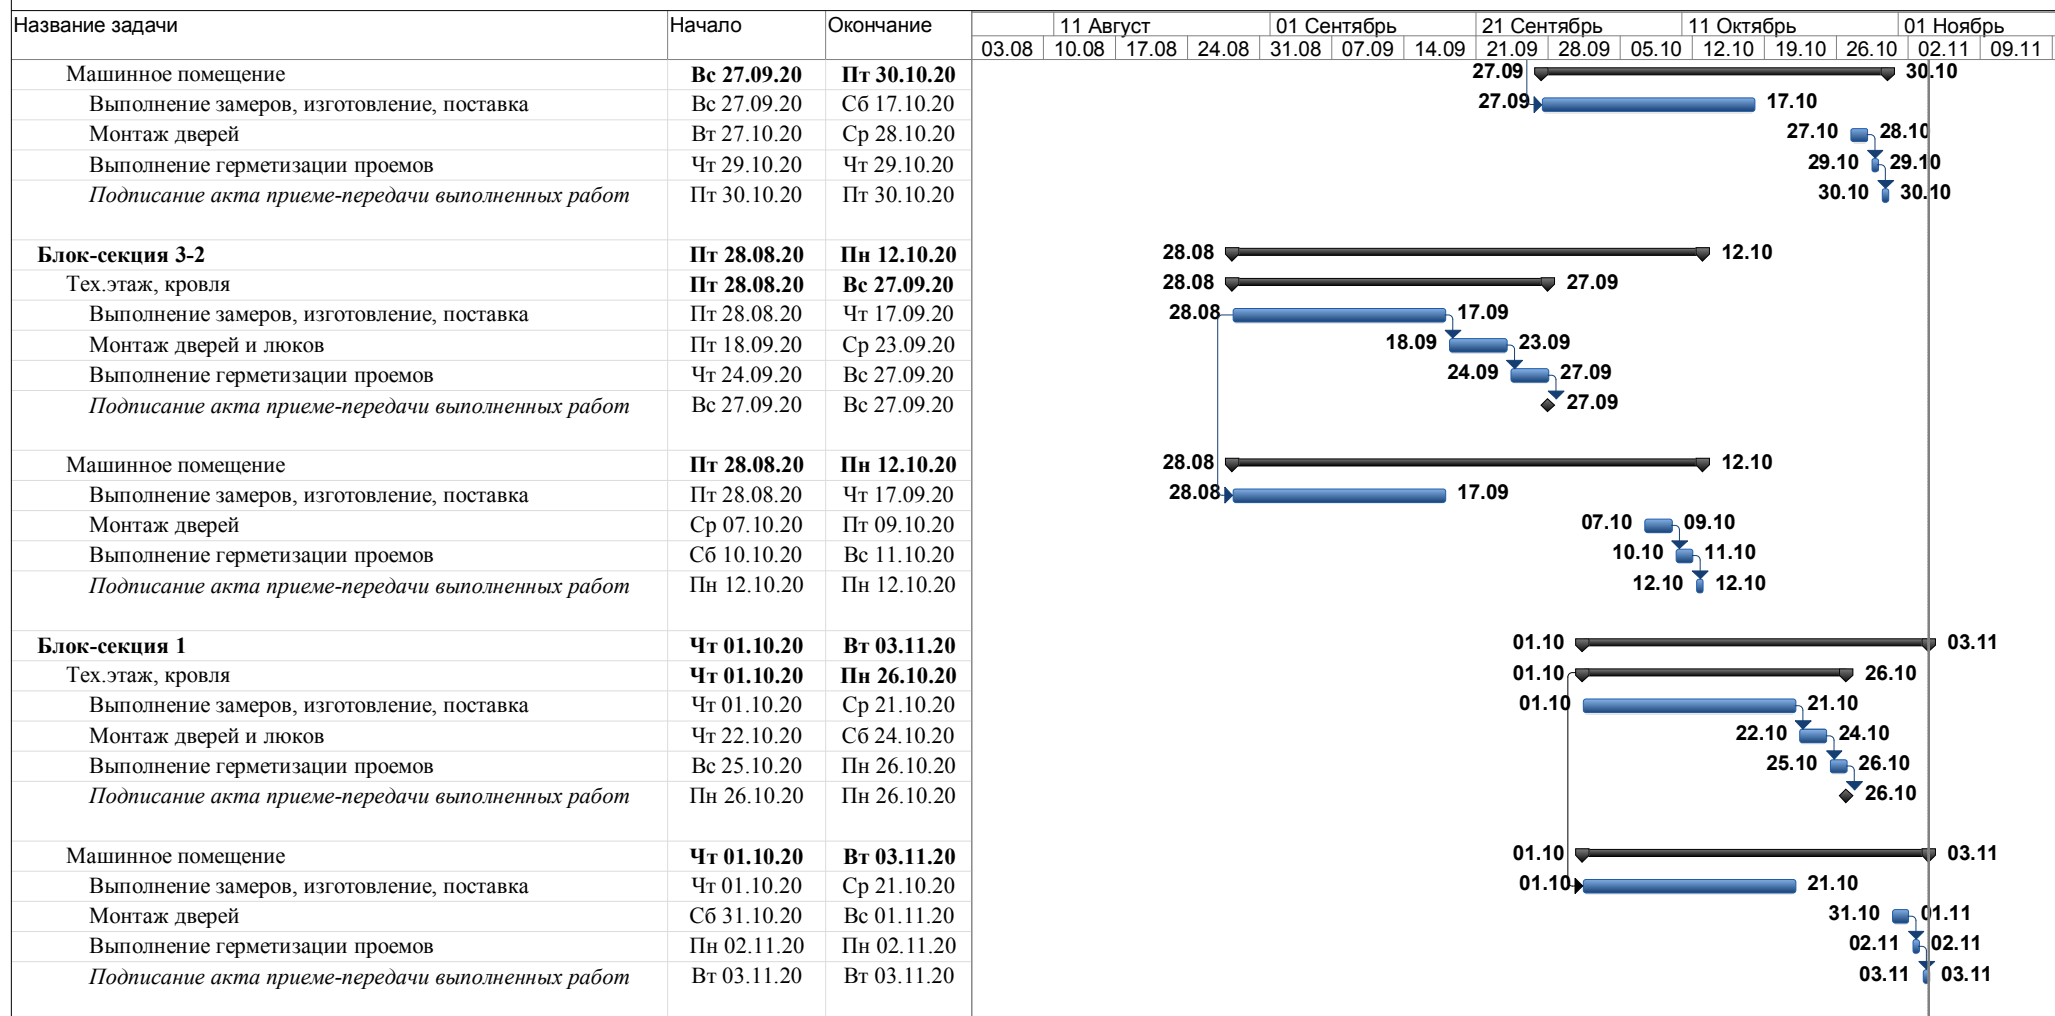 Название задачи Начало Окончание 11 Август 01 Сентябрь 21 Сентябрь 11 Октябрь 01 Ноябрь
03.08 10.08 17.08 24.08 31.08 07.09 14.09 21.09 28.09 05.10 12.10 19.10 26.10 02.11 09.11
Машинное помещение Вс 27.09.20 Пт 30.10.20 27.09 30.10
Выполнение замеров, изготовление, поставка Вс 27.09.20 Сб 17.10.20 27.09 17.10
Монтаж дверей Вт 27.10.20 Ср 28.10.20 27.10 28.10
Выполнение герметизации проемов Чт 29.10.20 Чт 29.10.20 29.10 29.10
Подписание акта приеме-передачи выполненных работ Пт 30.10.20 Пт 30.10.20 30.10 30.10
Блок-секция 3-2 Пт 28.08.20 Пн 12.10.20 28.08 12.10
Тех.этаж, кровля Пт 28.08.20 Вс 27.09.20 28.08 27.09
Выполнение замеров, изготовление, поставка Пт 28.08.20 Чт 17.09.20 28.08 17.09
Монтаж дверей и люков Пт 18.09.20 Ср 23.09.20 18.09 23.09
Выполнение герметизации проемов Чт 24.09.20 Вс 27.09.20 24.09 27.09
Подписание акта приеме-передачи выполненных работ Вс 27.09.20 Вс 27.09.20 27.09
Машинное помещение Пт 28.08.20 Пн 12.10.20 28.08 12.10
Выполнение замеров, изготовление, поставка Пт 28.08.20 Чт 17.09.20 28.08 17.09
Монтаж дверей Ср 07.10.20 Пт 09.10.20 07.10 09.10
Выполнение герметизации проемов Сб 10.10.20 Вс 11.10.20 10.10 11.10
Подписание акта приеме-передачи выполненных работ Пн 12.10.20 Пн 12.10.20 12.10 12.10
Блок-секция 1 Чт 01.10.20 Вт 03.11.20 01.10 03.11
Тех.этаж, кровля Чт 01.10.20 Пн 26.10.20 01.10 26.10
Выполнение замеров, изготовление, поставка Чт 01.10.20 Ср 21.10.20 01.10 21.10
Монтаж дверей и люков Чт 22.10.20 Сб 24.10.20 22.10 24.10
Выполнение герметизации проемов Вс 25.10.20 Пн 26.10.20 25.10 26.10
Подписание акта приеме-передачи выполненных работ Пн 26.10.20 Пн 26.10.20 26.10
Машинное помещение Чт 01.10.20 Вт 03.11.20 01.10 03.11
Выполнение замеров, изготовление, поставка Чт 01.10.20 Ср 21.10.20 01.10 21.10
Монтаж дверей Сб 31.10.20 Вс 01.11.20 31.10 01.11
Выполнение герметизации проемов Пн 02.11.20 Пн 02.11.20 02.11 02.11
Подписание акта приеме-передачи выполненных работ Вт 03.11.20 Вт 03.11.20 03.11 03.11